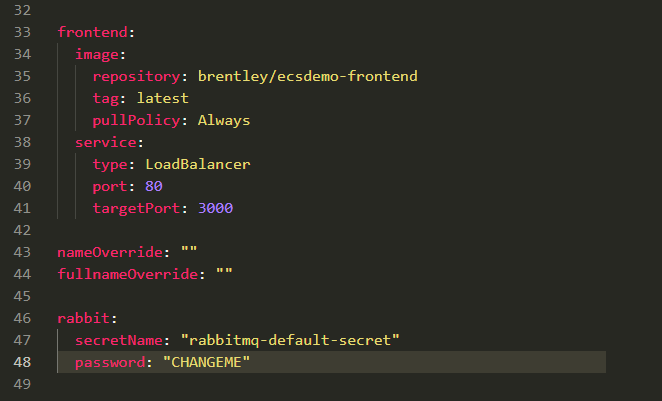 32
33 frontend:
34 image:
35 repository: brentley/ecsdemo-frontend
36 tag: latest
37 pullPolicy: Always
38 service:
39 type: LoadBalancer
40 port: 80
41 targetPort: 3000
42
43 nameOverride: ""
44 fullnameOverride: ""
45
46 rabbit:
47 secretName: "rabbitmq-default-secret"
48 password: "CHANGEME"
49